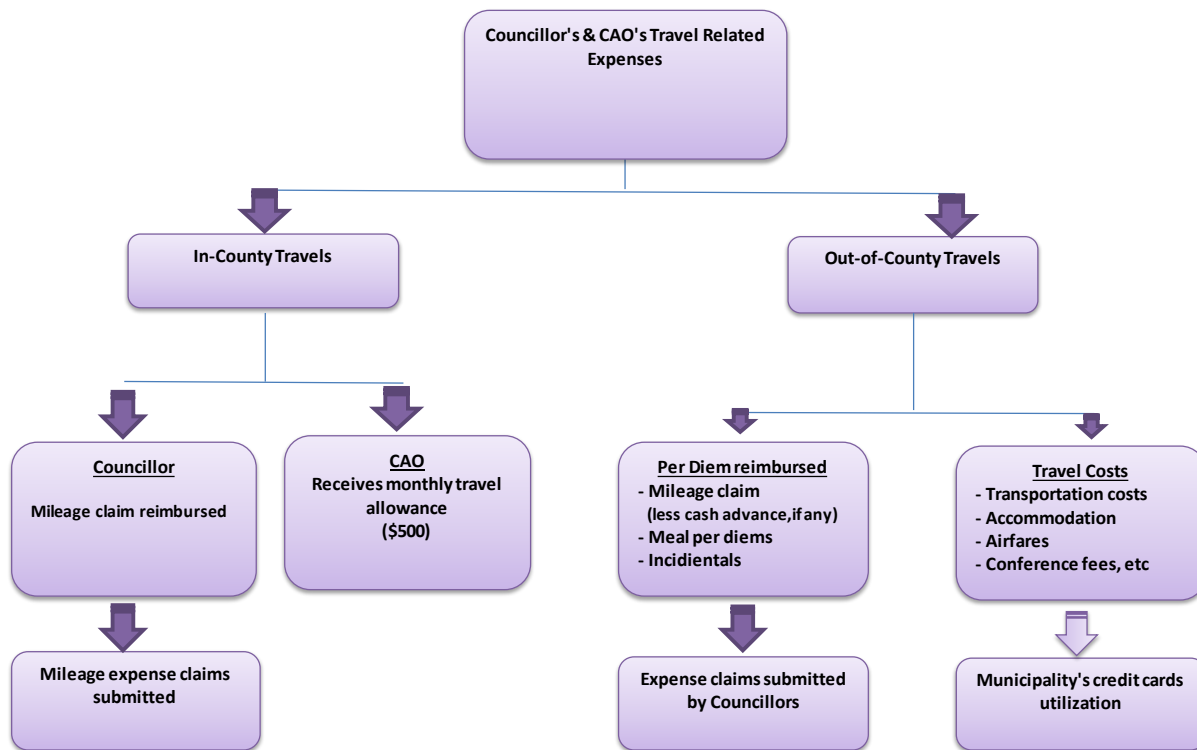 Councillor's & CAO's Travel Related
Expenses
In-County Travels
Out-of-County Travels
Councillor
Mileage claim reimbursed
CAO
Receives monthly travel
allowance
($500)
Per Diem reimbursed
- Mileage claim
(less cash advance,if any)
- Meal per diems
- Incidientals
Travel Costs
- Transportation costs
- Accommodation
- Airfares
- Conference fees, etc
Mileage expense claims
submitted
Expense claims submitted
by Councillors
Municipality's credit cards
utilization